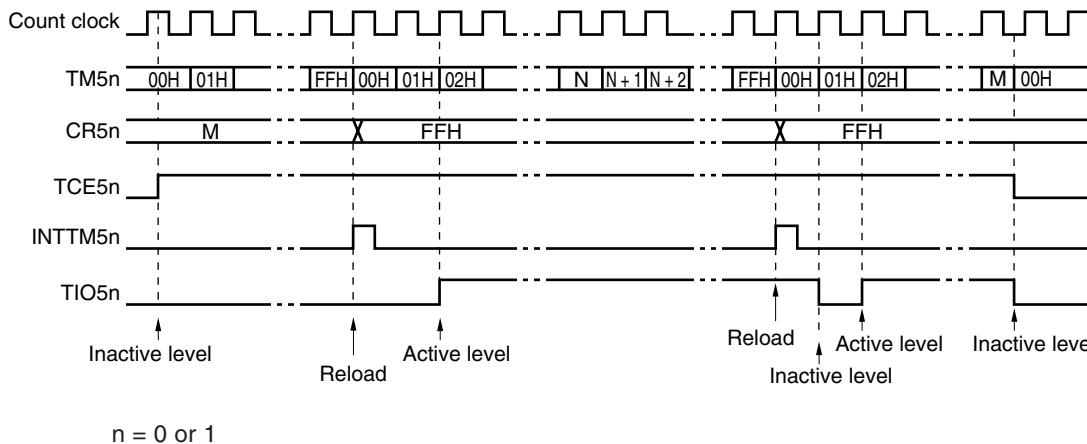 Count clock
TM5n 00H 01H FFH 00H 01H 02H N N + 1 N + 2 FFH 00H 01H 02H M 00H
CR5n M FFH FFH
TCE5n
INTTM5n
TIO5n
Inactive level Reload Active level Reload Inactive level Active level Inactive leve
n = 0 or 1